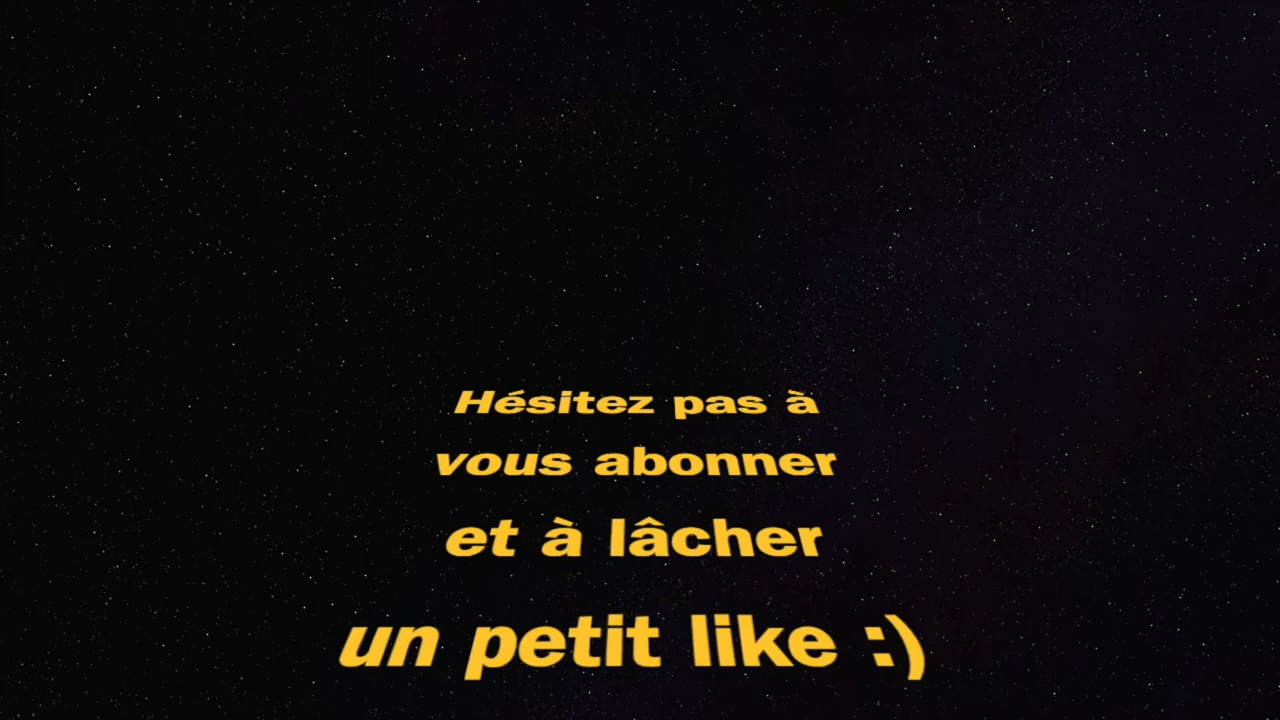 Hésitez pas à
vous abonner
et à lâcher
un petit like :)